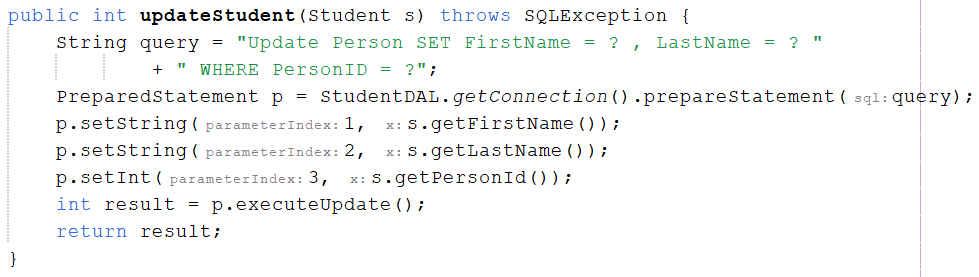 public int updateStudent(Student s) throws SQLException {
    String query = "Update Person SET FirstName = ? , LastName = ? "
            + " WHERE PersonID = ?";
    PreparedStatement p = StudentDAL.getConnection().prepareStatement( sql: query);
    p.setString( parameterIndex: 1, x: s.getFirstName());
    p.setString( parameterIndex: 2, x: s.getLastName());
    p.setInt( parameterIndex: 3, x: s.getPersonId());
    int result = p.executeUpdate();
    return result;
}